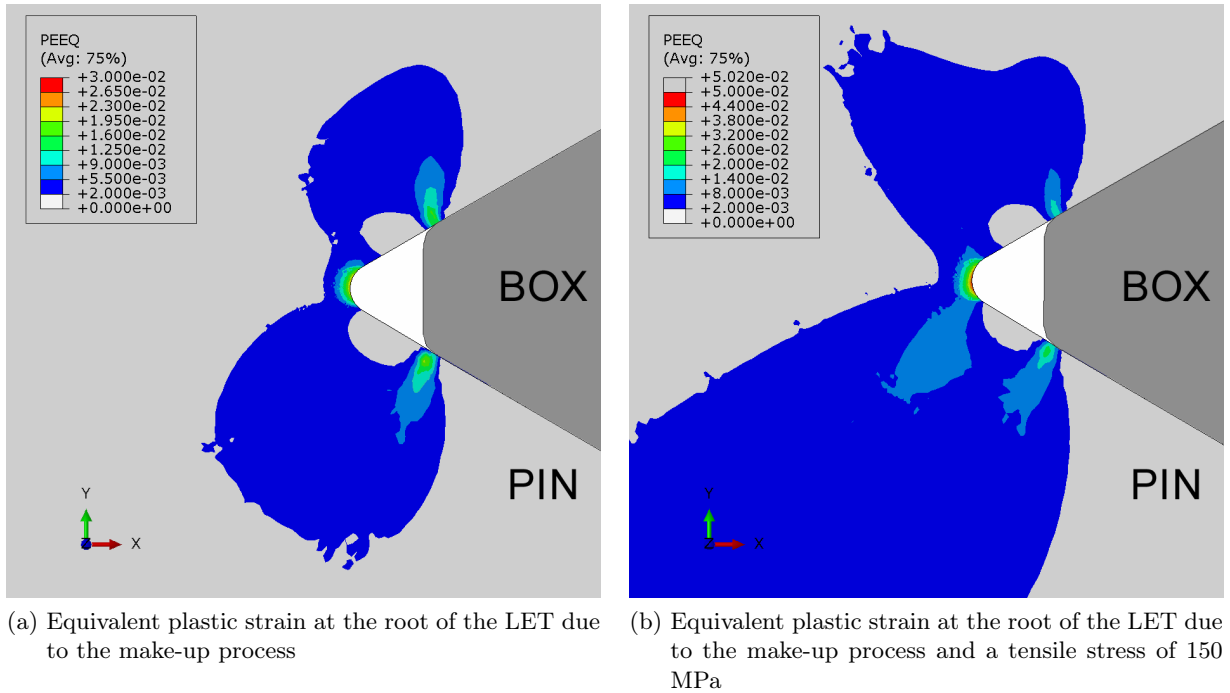 PEEQ
(Avg: 75%)
+3.000e-02
+2.650e-02
+2.300e-02
+1.950e-02
+1.600e-02
+1.250e-02
+9.000e-03
+5.500e-03
+2.000e-03
+0.000e+00
BOX
PIN
Y
Z
X
(a) Equivalent plastic strain at the root of the LET due
to the make-up process
PEEQ
(Avg: 75%)
+5.020e-02
+5.000e-02
+4.400e-02
+3.800e-02
+3.200e-02
+2.600e-02
+2.000e-02
+1.400e-02
+8.000e-03
+2.000e-03
+0.000e+00
BOX
PIN
Y
Z
X
(b) Equivalent plastic strain at the root of the LET due
to the make-up process and a tensile stress of 150
MPa